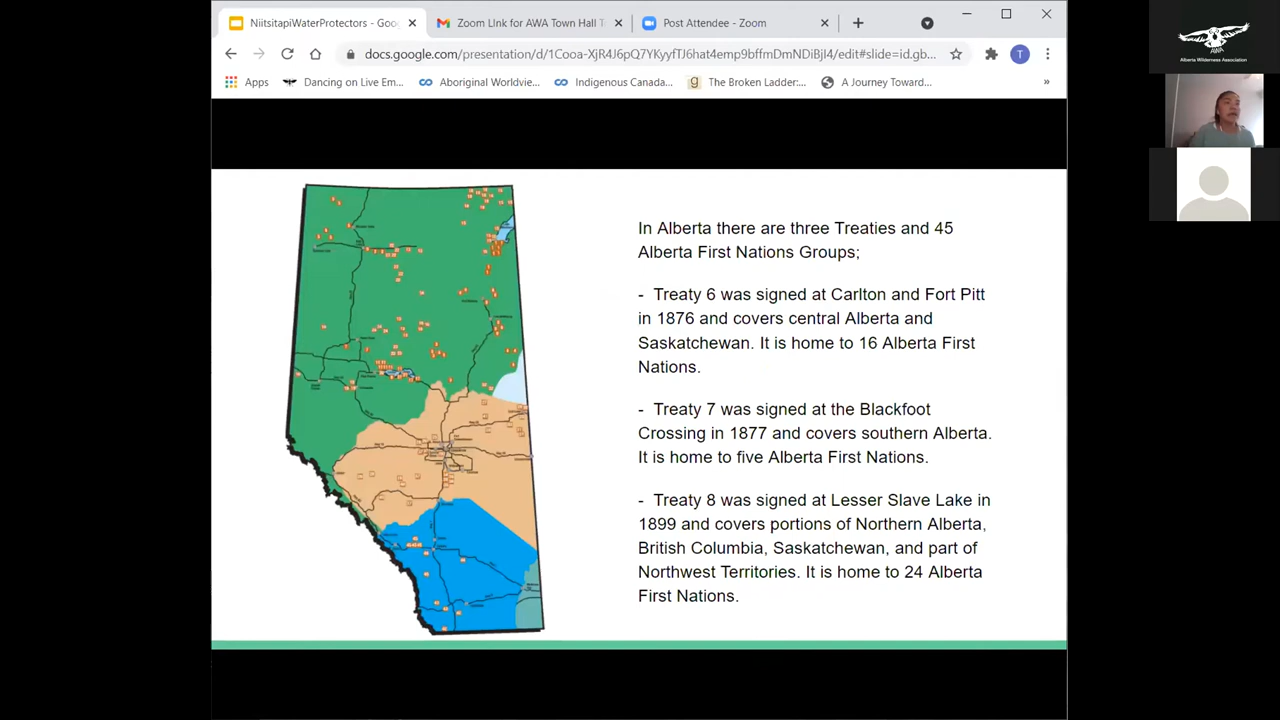 NiitsitapiWaterProtectors - Goo
Zoom LInk for AWA Town Hall T
Post Attendee - Zoom
docs.google.com/presentation/d/1Cooa-XjR4J6pQ7YKyyfTJ6hat4emp9bffmDmNDiBjI4/edit#slide=id.gb...
T
Apps
Dancing on Live Em...
Aboriginal Worldvie...
Indigenous Canada...
The Broken Ladder:...
A Journey Toward...
»
AWA
Alberta Wilderness Association
In Alberta there are three Treaties and 45
Alberta First Nations Groups;
- Treaty 6 was signed at Carlton and Fort Pitt
in 1876 and covers central Alberta and
Saskatchewan. It is home to 16 Alberta First
Nations.
- Treaty 7 was signed at the Blackfoot
Crossing in 1877 and covers southern Alberta.
It is home to five Alberta First Nations.
- Treaty 8 was signed at Lesser Slave Lake in
1899 and covers portions of Northern Alberta,
British Columbia, Saskatchewan, and part of
Northwest Territories. It is home to 24 Alberta
First Nations.